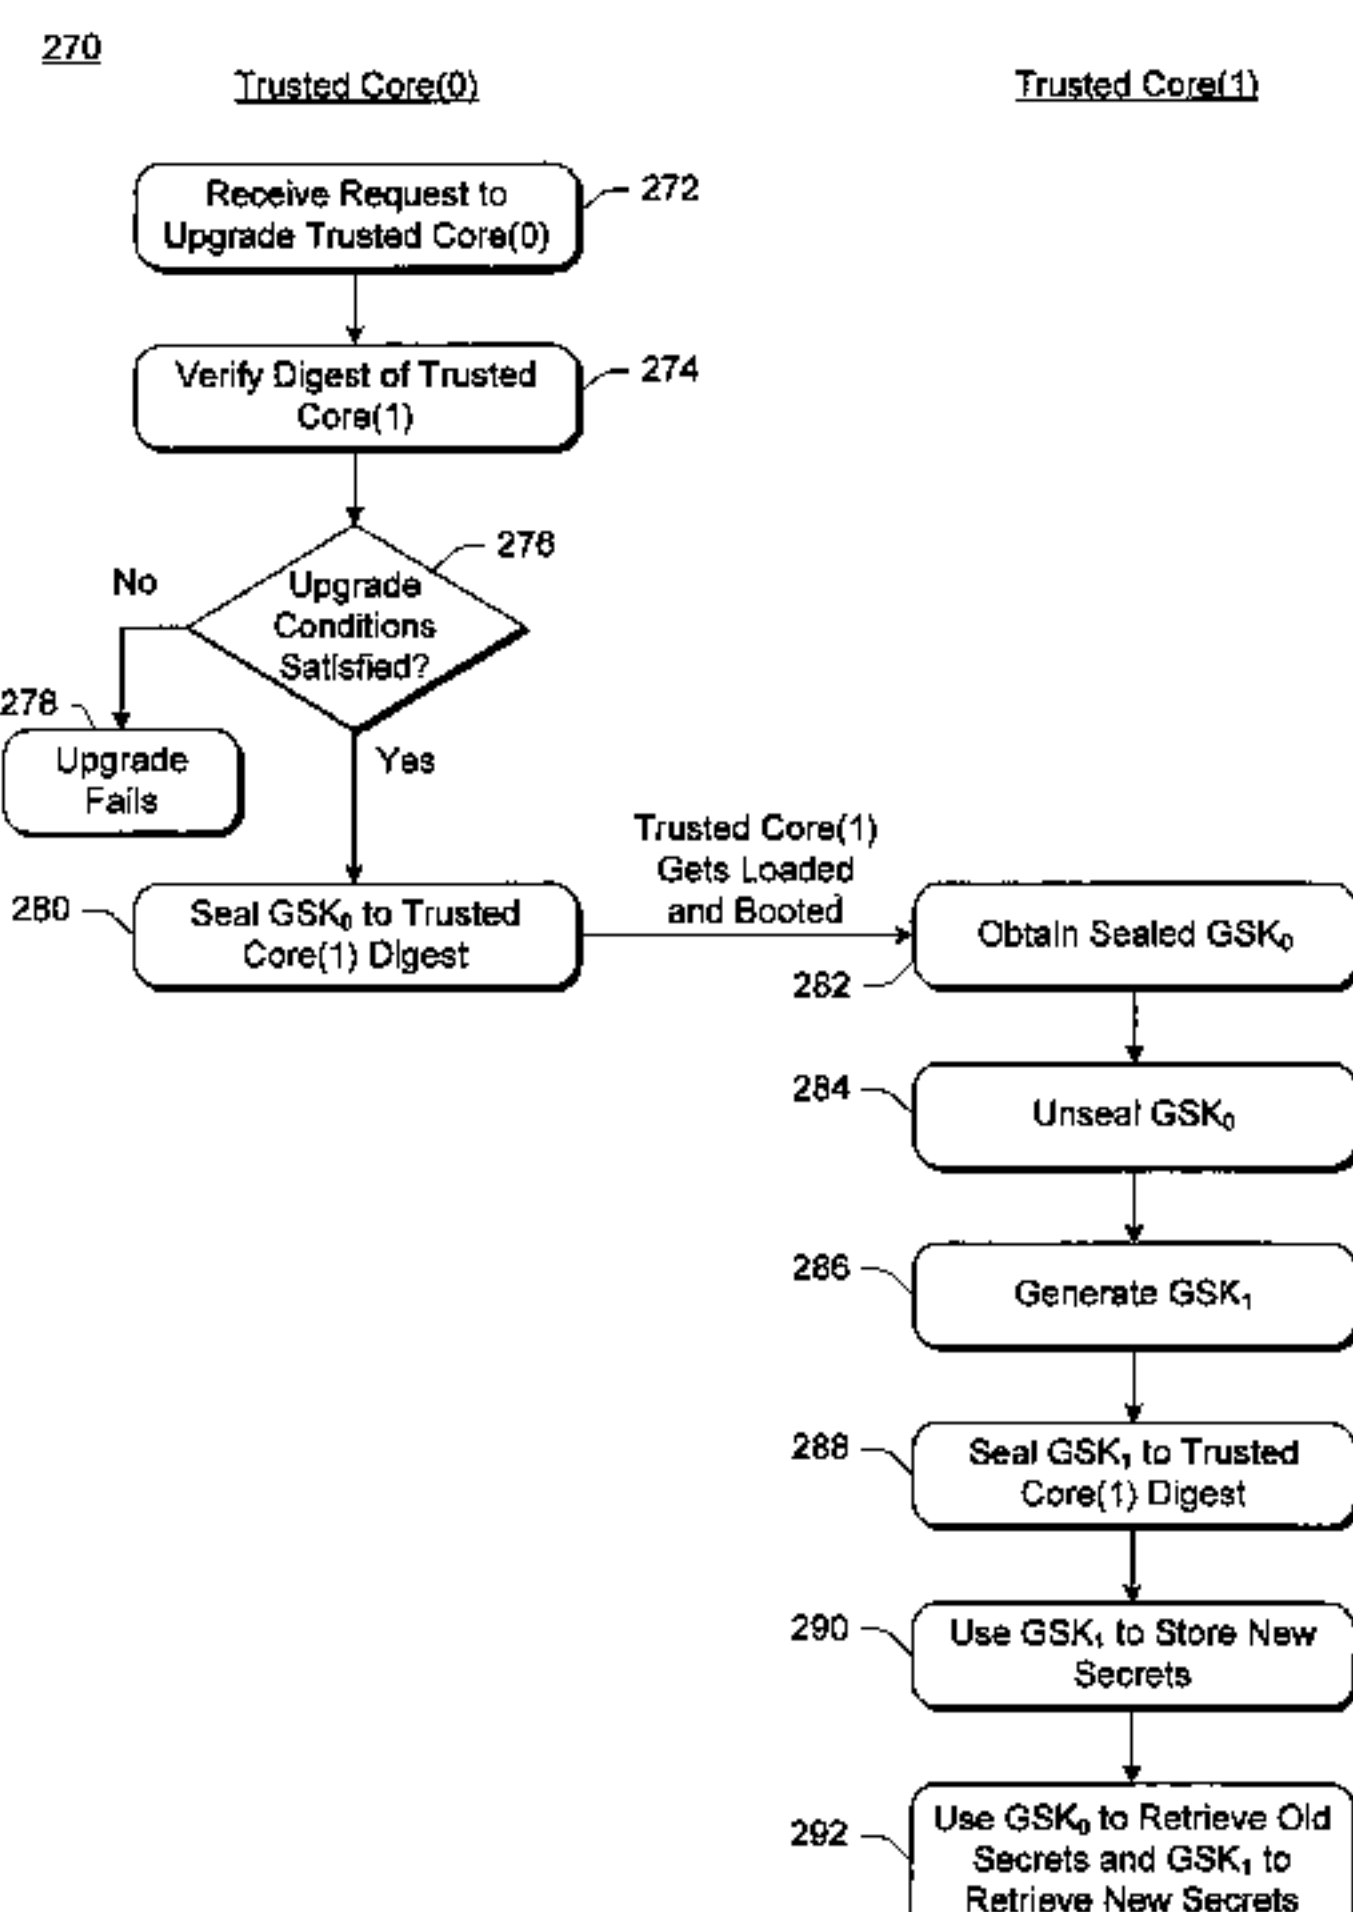 270
Trusted Core(0)
Trusted Core(1)
Receive Request to
Upgrade Trusted Core(0)
272
Verify Digest of Trusted
Core(1)
274
276
No
Upgrade
Conditions
Satisfied?
278
Upgrade
Fails
Yes
Trusted Core(1)
Gets Loaded
and Booted
280
Seal GSK₀ to Trusted
Core(1) Digest
Obtain Sealed GSK₀
282
284
Unseal GSK₀
286
Generate GSK₁
288
Seal GSK₁ to Trusted
Core(1) Digest
290
Use GSK₁ to Store New
Secrets
292
Use GSK₀ to Retrieve Old
Secrets and GSK₁ to
Retrieve New Secrets